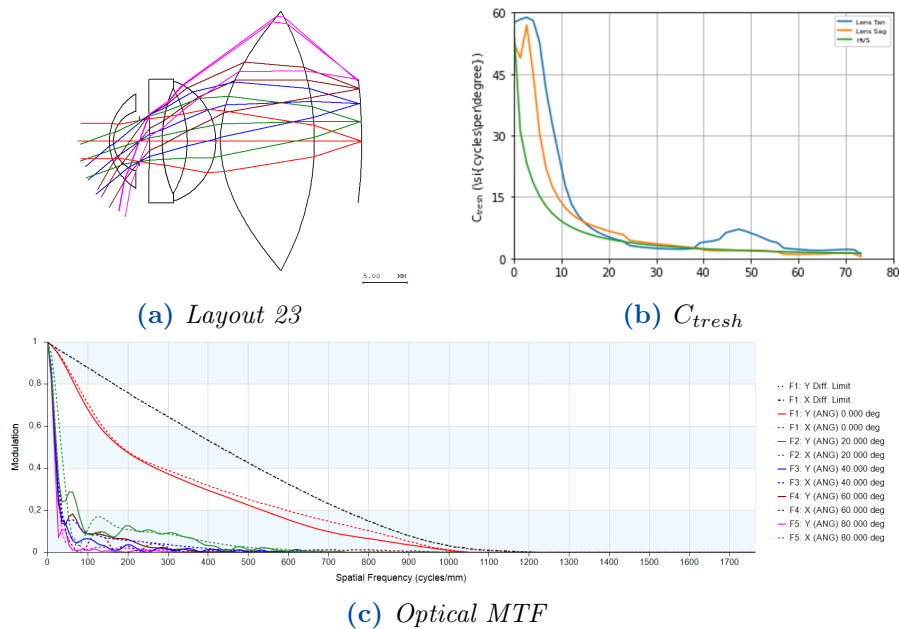 5.00 MM
(a) Layout 23
60
45
30
15
0
C_tresh (\si{cycles\per\degree})
0 10 20 30 40 50 60 70 80
Lens Tan
Lens Sag
HVS
(b) C_tresh
1
0,8
0,6
0,4
0,2
0
Modulation
0 100 200 300 400 500 600 700 800 900 1000 1100 1200 1300 1400 1500 1600 1700
Spatial Frequency (cycles/mm)
F1: Y Diff. Limit
F1: X Diff. Limit
F1: Y (ANG) 0.000 deg
F1: X (ANG) 0.000 deg
F2: Y (ANG) 20.000 deg
F2: X (ANG) 20.000 deg
F3: Y (ANG) 40.000 deg
F3: X (ANG) 40.000 deg
F4: Y (ANG) 60.000 deg
F4: X (ANG) 60.000 deg
F5: Y (ANG) 80.000 deg
F5: X (ANG) 80.000 deg
(c) Optical MTF